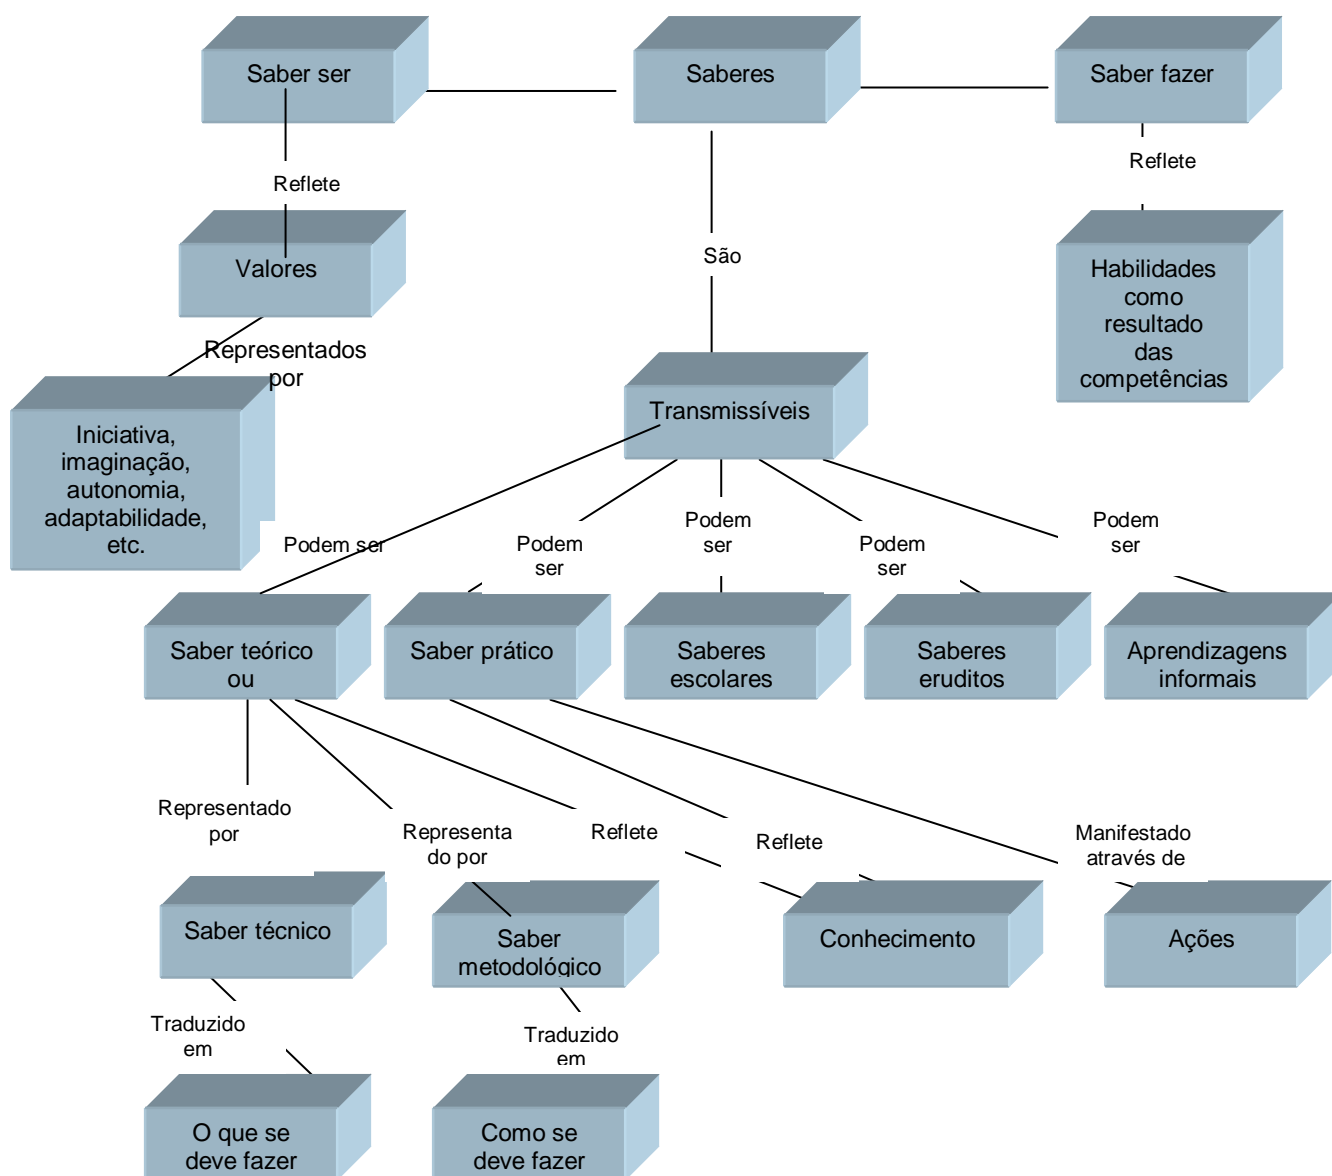 Saber ser
Saberes
Saber fazer
Reflete
Reflete
Valores
São
Habilidades
como
resultado
das
competências
Representados
por
Transmissíveis
Iniciativa,
imaginação,
autonomia,
adaptabilidade,
etc.
Podem ser
Podem
ser
Podem
ser
Podem
ser
Podem
ser
Saber teórico
ou
Saber prático
Saberes
escolares
Saberes
eruditos
Aprendizagens
informais
Representado
por
Representa
do por
Reflete
Reflete
Manifestado
através de
Saber técnico
Saber
metodológico
Conhecimento
Ações
Traduzido
em
Traduzido
em
O que se
deve fazer
Como se
deve fazer